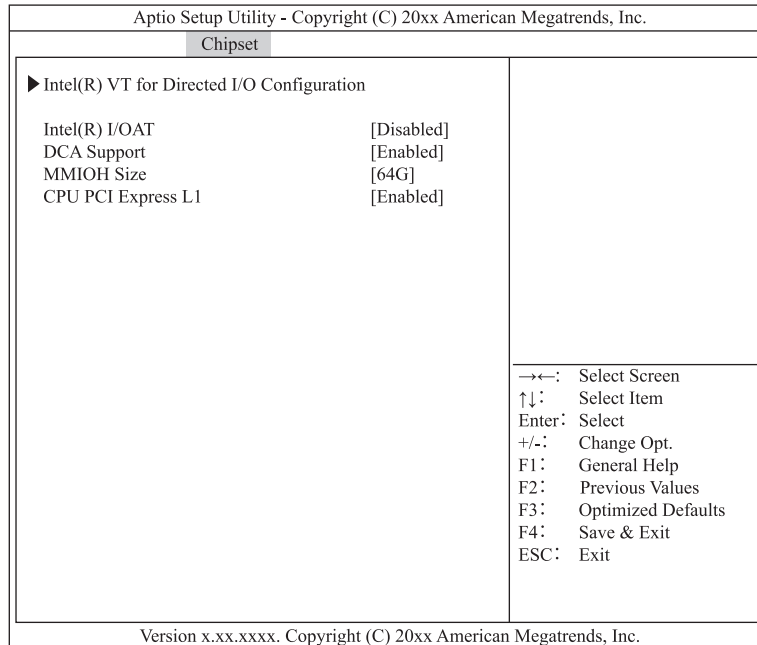 Aptio Setup Utility - Copyright (C) 20xx American Megatrends, Inc.
Chipset
▶ Intel(R) VT for Directed I/O Configuration
Intel(R) I/OAT [Disabled]
DCA Support [Enabled]
MMIOH Size [64G]
CPU PCI Express L1 [Enabled]
→←: Select Screen
↑↓: Select Item
Enter: Select
+/-: Change Opt.
F1: General Help
F2: Previous Values
F3: Optimized Defaults
F4: Save & Exit
ESC: Exit
Version x.xx.xxxx. Copyright (C) 20xx American Megatrends, Inc.